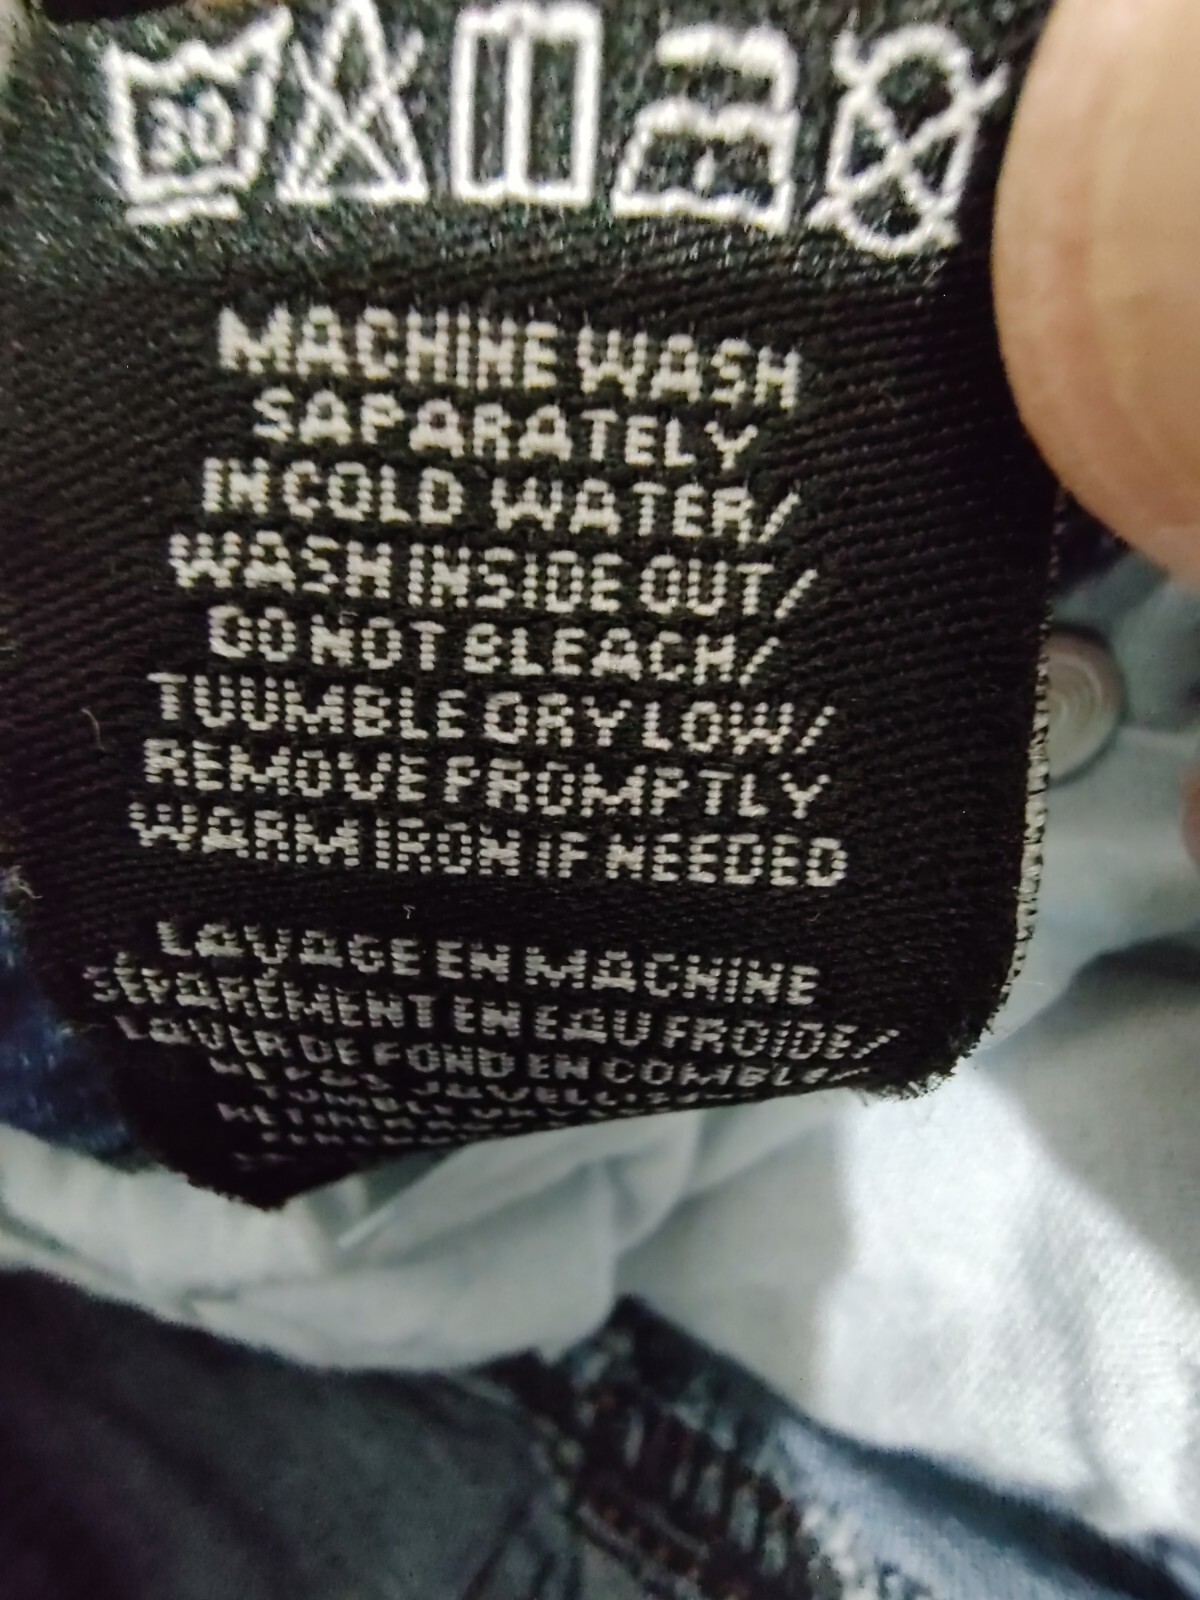 30
MACHINE WASH
SAPARATELY
IN COLD WATER/
WASH INSIDE OUT/
DO NOT BLEACH/
TUUMBLE DRY LOW/
REMOVE PROMPTLY
WARM IRON IF NEEDED
LAVAGE EN MACHINE
SÉPARÉMENT EN EAU FROIDE/
LAVER DE FOND EN COMBLE